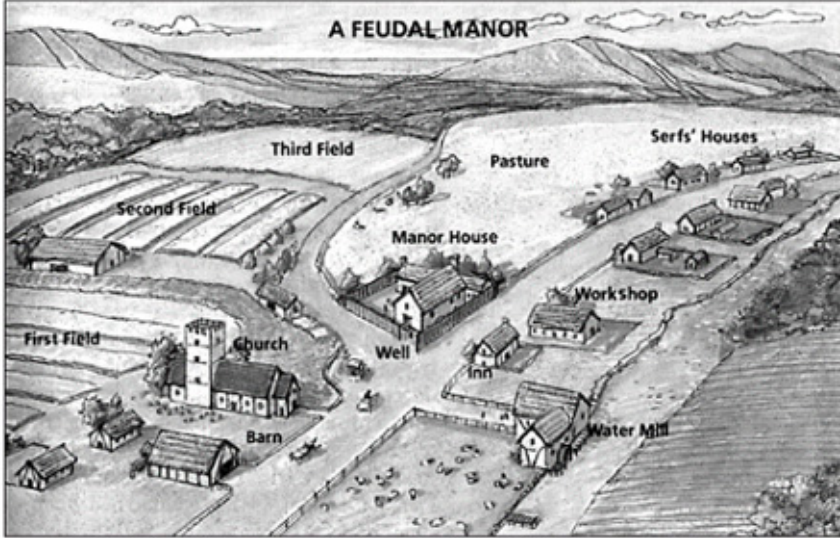 A FEUDAL MANOR
Serfs' Houses
Third Field
Pasture
Second Field
Manor House
Workshop
First Field
Church
Well
Inn
Water Mill
Barn